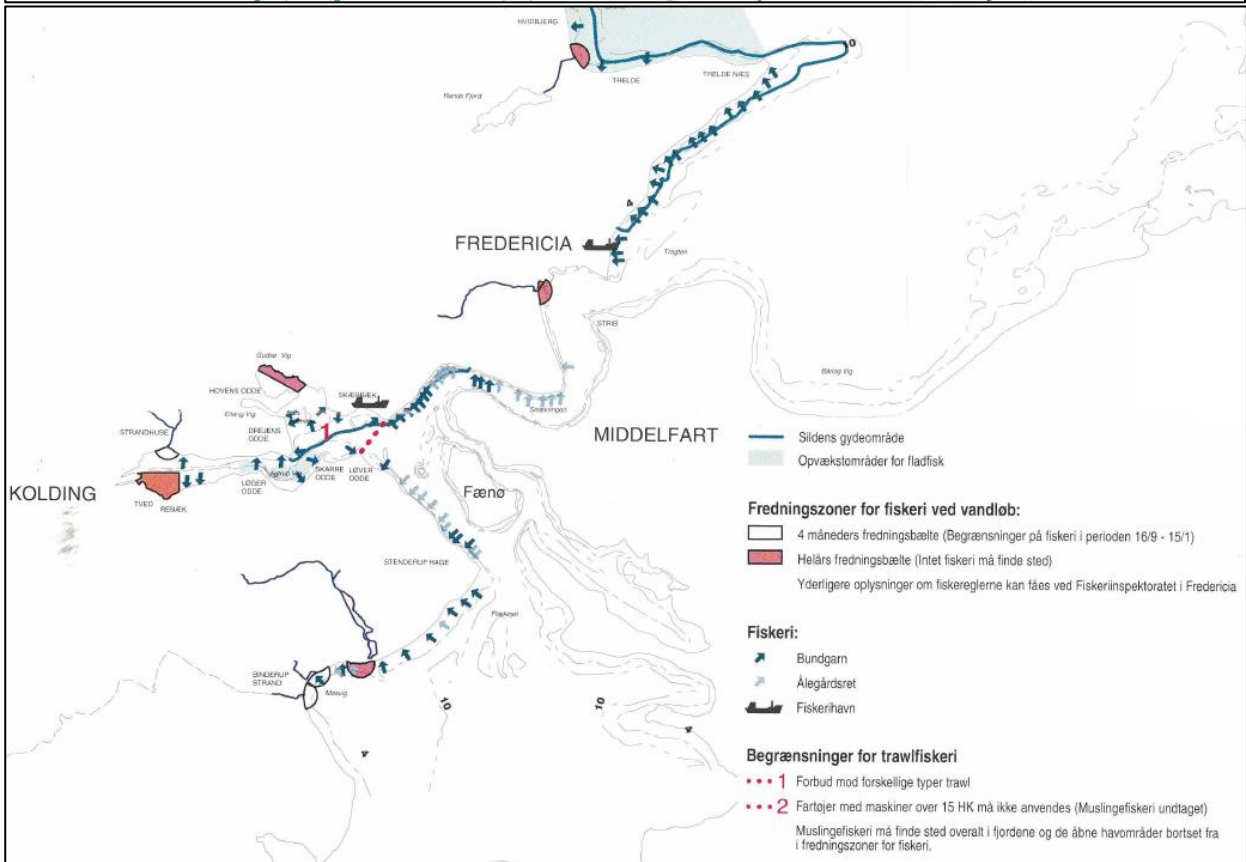 HVIDBJERG
TRELDE
TRELDE NÆS
Rands Fjord
4
FREDERICIA
Tragten
STRIB
Båring Vig
Gudsø Vig
HOVENS ODDE
SKÆRBÆK
Eltang Vig
STRANDHUSE
DREJENS
ODDE
1
Snævringen
MIDDELFART
KOLDING
Agtrup Vig
LØGER
ODDE
SKARRE
ODDE
LØVER
ODDE
Fænø
TVED
REBÆK
STENDERUP HAGE
Flækøjet
BINDERUP
STRAND
Mosvig
10
10
4
4
Sildens gydeområde
Opvækstområder for fladfisk
Fredningszoner for fiskeri ved vandløb:
4 måneders fredningsbælte (Begrænsninger på fiskeri i perioden 16/9 - 15/1)
Helårs fredningsbælte (Intet fiskeri må finde sted)
Yderligere oplysninger om fiskereglerne kan fåes ved Fiskeriinspektoratet i Fredericia
Fiskeri:
Bundgarn
Ålegårdsret
Fiskerihavn
Begrænsninger for trawlfiskeri
1 Forbud mod forskellige typer trawl
2 Fartøjer med maskiner over 15 HK må ikke anvendes (Muslingefiskeri undtaget)
Muslingefiskeri må finde sted overalt i fjordene og de åbne havområder bortset fra
i fredningszoner for fiskeri.